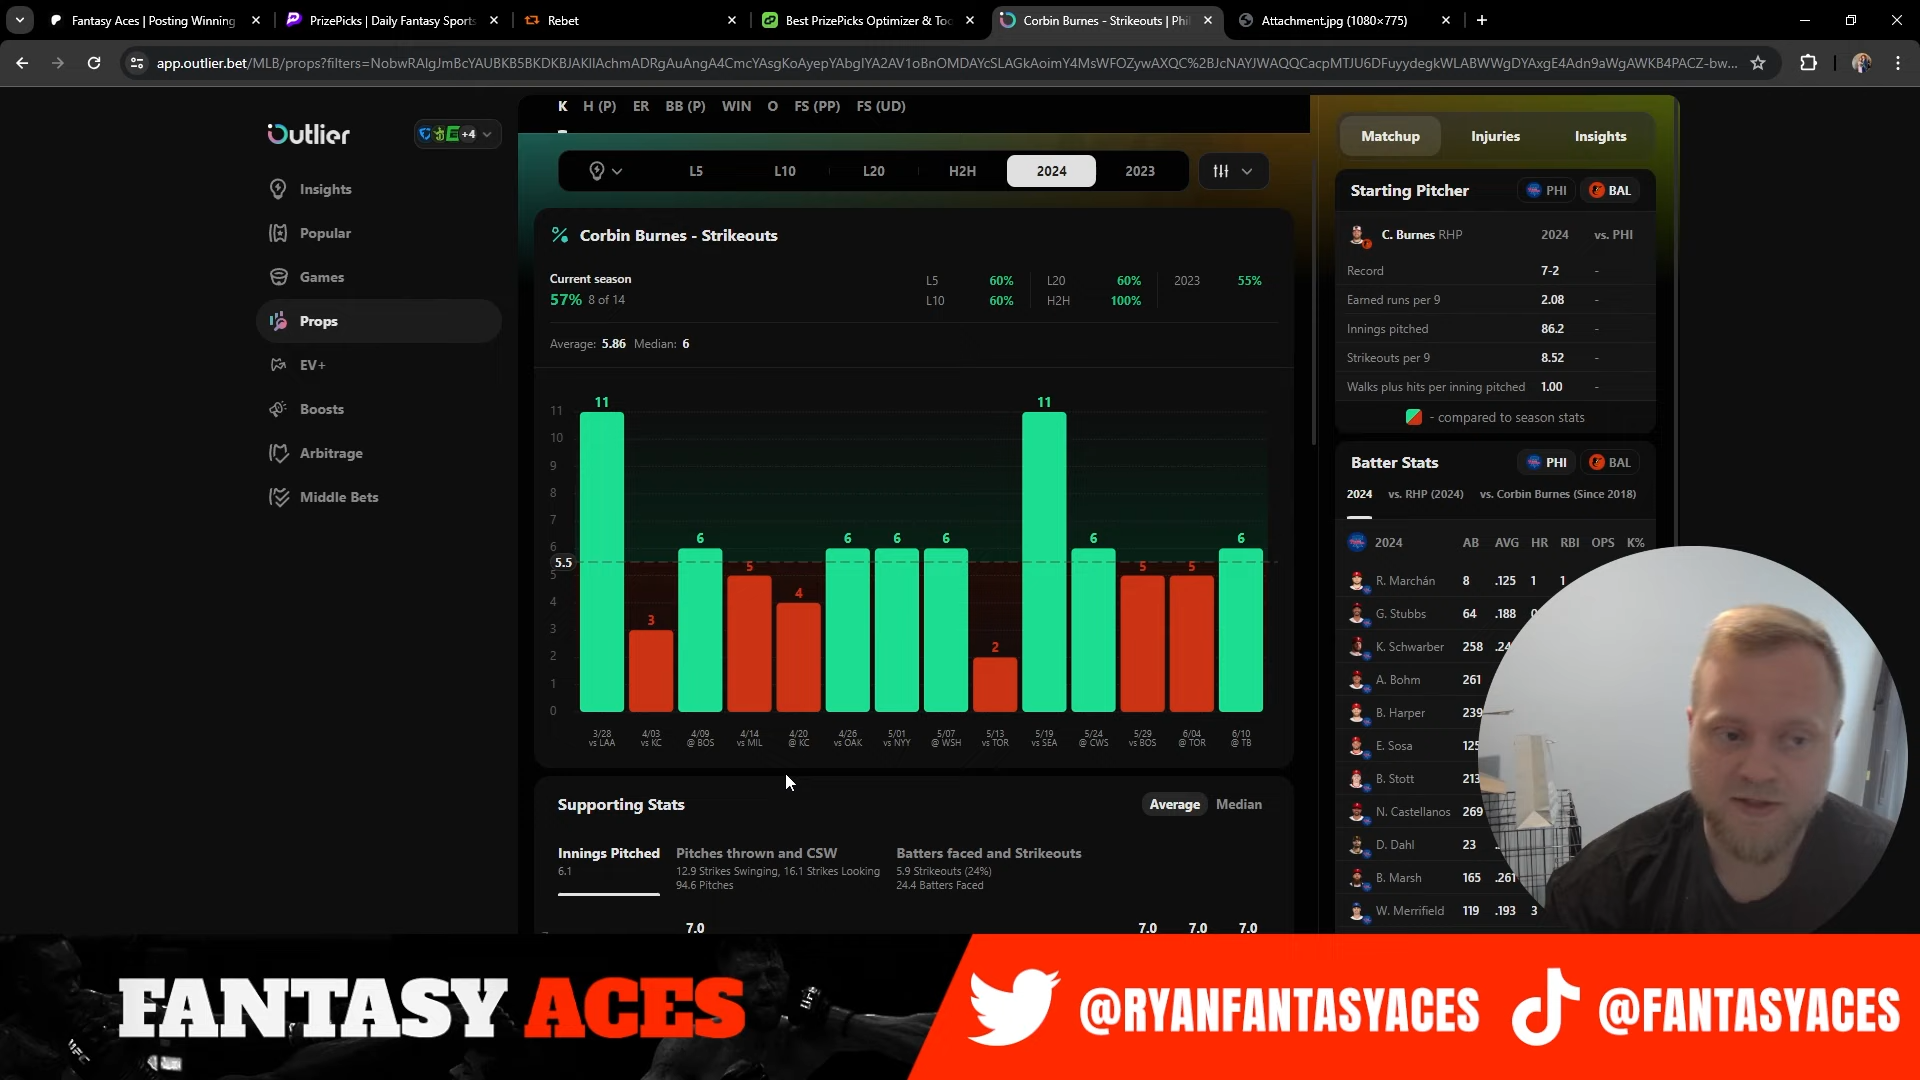 Fantasy Aces | Posting Winning
PrizePicks | Daily Fantasy Sports
Rebet
Best PrizePicks Optimizer & Too
Corbin Burnes - Strikeouts | Phi
Attachment.jpg (1080×775)
Outlier
+4
Insights
Popular
Games
Props
EV+
Boosts
Arbitrage
Middle Bets
K H (P) ER BB (P) WIN O FS (PP) FS (UD)
L5 L10 L20 H2H 2024 2023
Corbin Burnes - Strikeouts
Current season
57% 8 of 14
L5 60% L20 60% 2023 55%
L10 60% H2H 100%
Average: 5.86 Median: 6
11
10
9
8
7
6
5.5
5
4
3
2
1
0
11 3 6 5 4 6 6 6 2 11 6 5 5 6
3/28 4/03 4/09 4/14 4/20 4/26 5/01 5/07 5/13 5/19 5/24 5/29 6/04 6/10
vs LAA vs KC @ BOS vs MIL @ KC vs OAK vs NYY @ WSH vs TOR vs SEA @ CWS vs BOS @ TOR @ TB
Supporting Stats
Average Median
Innings Pitched
6.1
Pitches thrown and CSW
12.9 Strikes Swinging, 16.1 Strikes Looking
94.6 Pitches
Batters faced and Strikeouts
5.9 Strikeouts (24%)
24.4 Batters Faced
7.0 7.0 7.0 7.0
Matchup Injuries Insights
Starting Pitcher PHI BAL
C. Burnes RHP 2024 vs. PHI
Record 7-2 -
Earned runs per 9 2.08 -
Innings pitched 86.2 -
Strikeouts per 9 8.52 -
Walks plus hits per inning pitched 1.00 -
- compared to season stats
Batter Stats PHI BAL
2024 vs. RHP (2024) vs. Corbin Burnes (Since 2018)
2024 AB AVG HR RBI OPS K%
R. Marchán 8 .125 1 1
G. Stubbs 64 .188
K. Schwarber 258
A. Bohm 261
B. Harper 239
E. Sosa 125
B. Stott 213
N. Castellanos 269
D. Dahl 23
B. Marsh 165 .261
W. Merrifield 119 .193 3
FANTASY ACES
@RYANFANTASYACES
@FANTASYACES